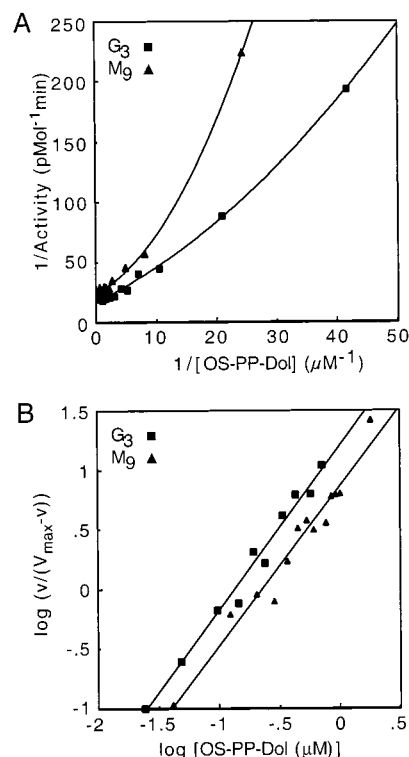 A
250
200
150
100
50
0
1/Activity (pMol⁻¹min)
G₃
M₉
0 10 20 30 40 50
1/[OS-PP-Dol] (μM⁻¹)
B
1.5
1
.5
0
-.5
-1
log (v/(Vmax-v))
G₃
M₉
-2 -1.5 -1 -.5 0 .5
log [OS-PP-Dol (μM)]